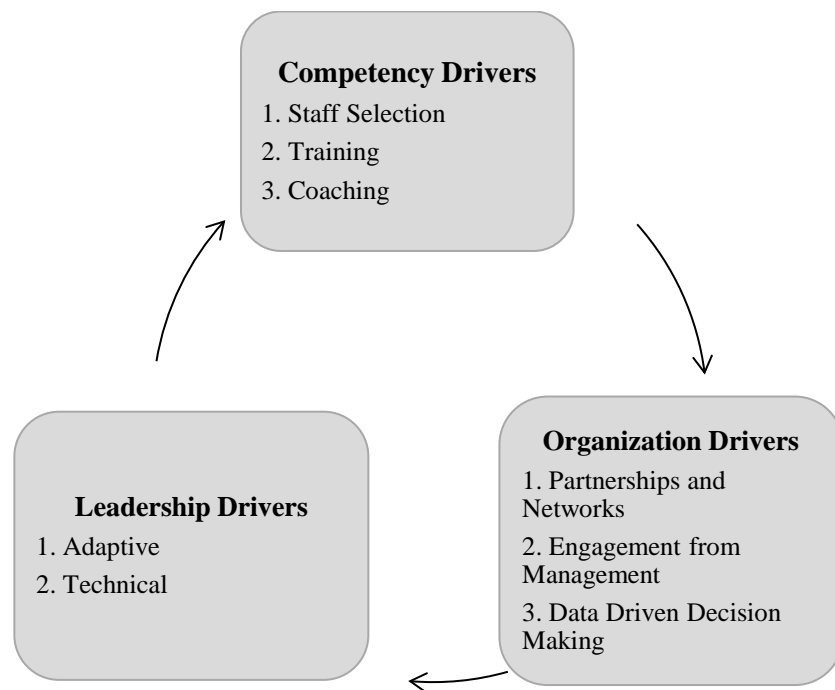 Competency Drivers
1. Staff Selection
2. Training
3. Coaching
Organization Drivers
1. Partnerships and
Networks
2. Engagement from
Management
3. Data Driven Decision
Making
Leadership Drivers
1. Adaptive
2. Technical